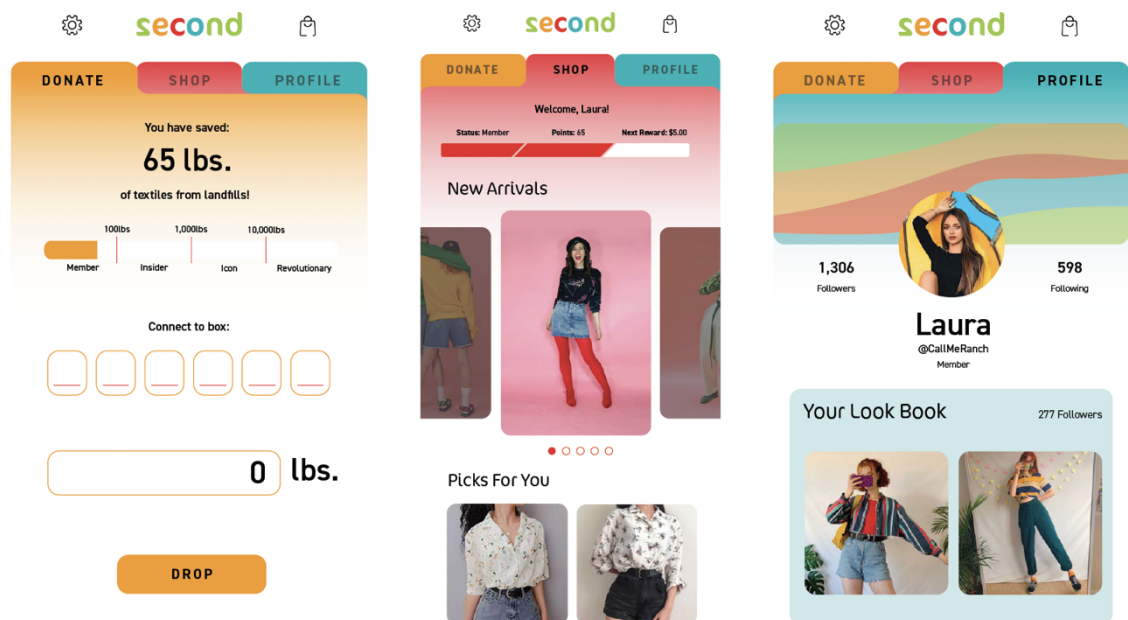 second
DONATE
SHOP
PROFILE
You have saved:
65 lbs.
of textiles from landfills!
100lbs
1,000lbs
10,000lbs
Member
Insider
Icon
Revolutionary
Connect to box:
0 lbs.
DROP
second
DONATE
SHOP
PROFILE
Welcome, Laura!
Status: Member
Points: 65
Next Reward: $5.00
New Arrivals
Picks For You
second
DONATE
SHOP
PROFILE
1,306
Followers
598
Following
Laura
@CallMeRanch
Member
Your Look Book
277 Followers